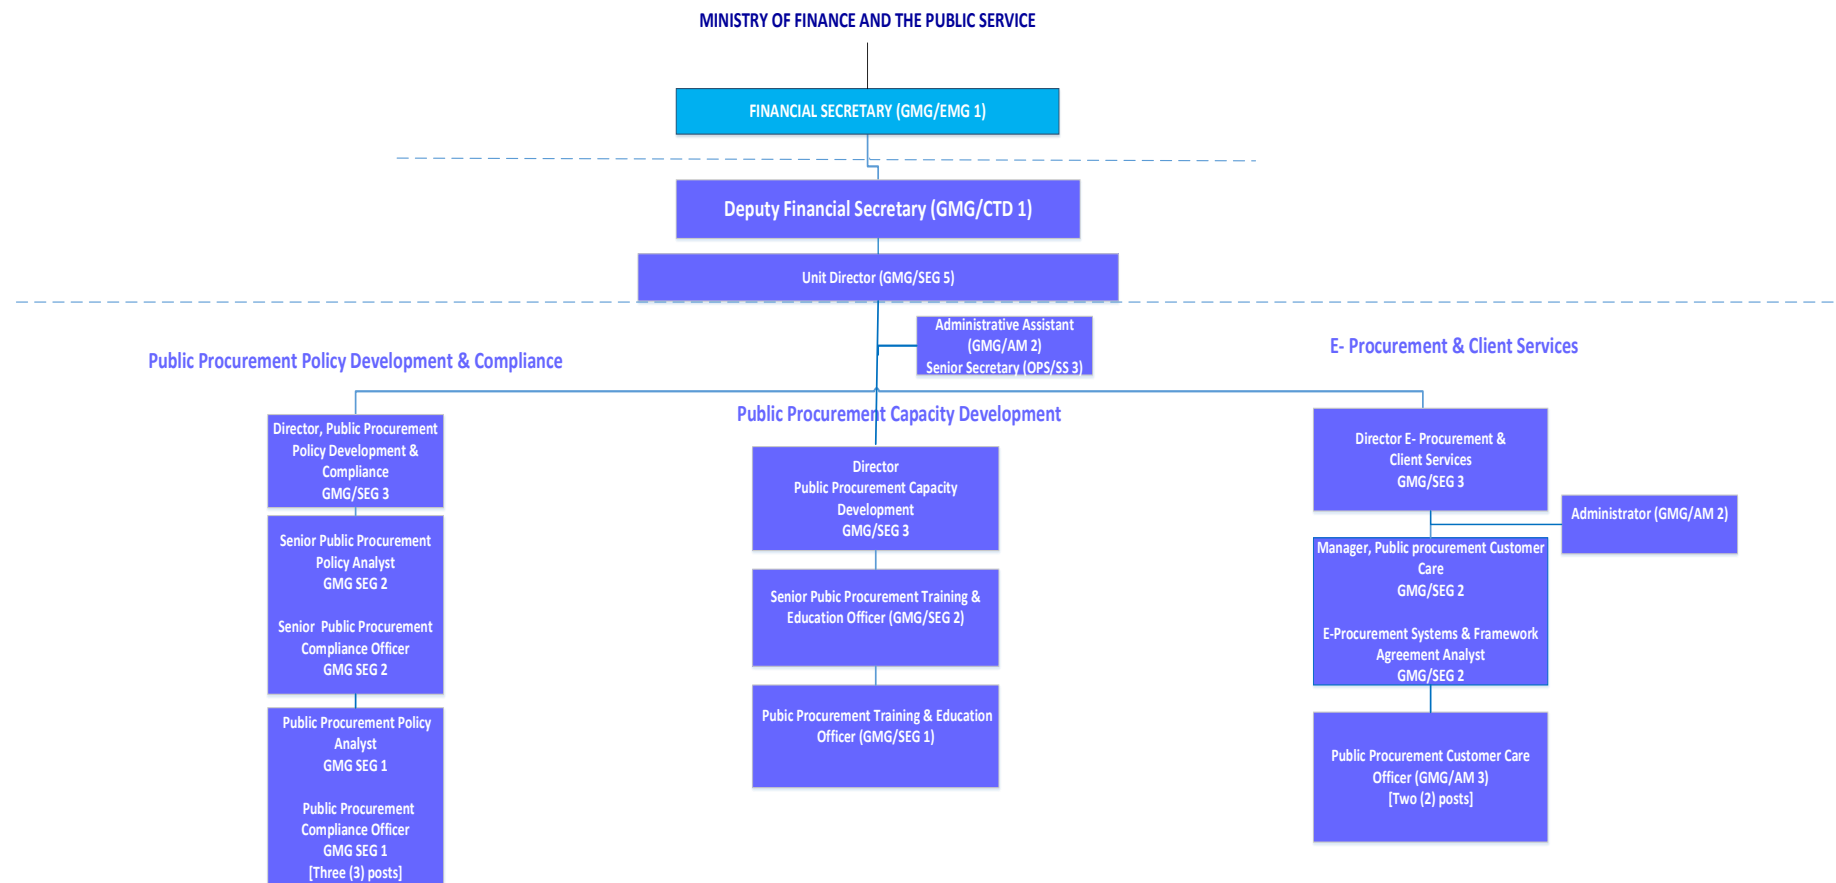 MINISTRY OF FINANCE AND THE PUBLIC SERVICE
FINANCIAL SECRETARY (GMG/EMG 1)
Deputy Financial Secretary (GMG/CTD 1)
Unit Director (GMG/SEG 5)
Administrative Assistant
(GMG/AM 2)
Senior Secretary (OPS/SS 3)
Public Procurement Policy Development & Compliance
Director, Public Procurement
Policy Development &
Compliance
GMG/SEG 3
Senior Public Procurement
Policy Analyst
GMG SEG 2
Senior  Public Procurement
Compliance Officer
GMG SEG 2
Public Procurement Policy
Analyst
GMG SEG 1
Public Procurement
Compliance Officer
GMG SEG 1
[Three (3) posts]
Public Procurement Capacity Development
Director
Public Procurement Capacity
Development
GMG/SEG 3
Senior Pubic Procurement Training &
Education Officer (GMG/SEG 2)
Pubic Procurement Training & Education
Officer (GMG/SEG 1)
E- Procurement & Client Services
Director E- Procurement &
Client Services
GMG/SEG 3
Administrator (GMG/AM 2)
Manager, Public procurement Customer
Care
GMG/SEG 2
E-Procurement Systems & Framework
Agreement Analyst
GMG/SEG 2
Public Procurement Customer Care
Officer (GMG/AM 3)
[Two (2) posts]